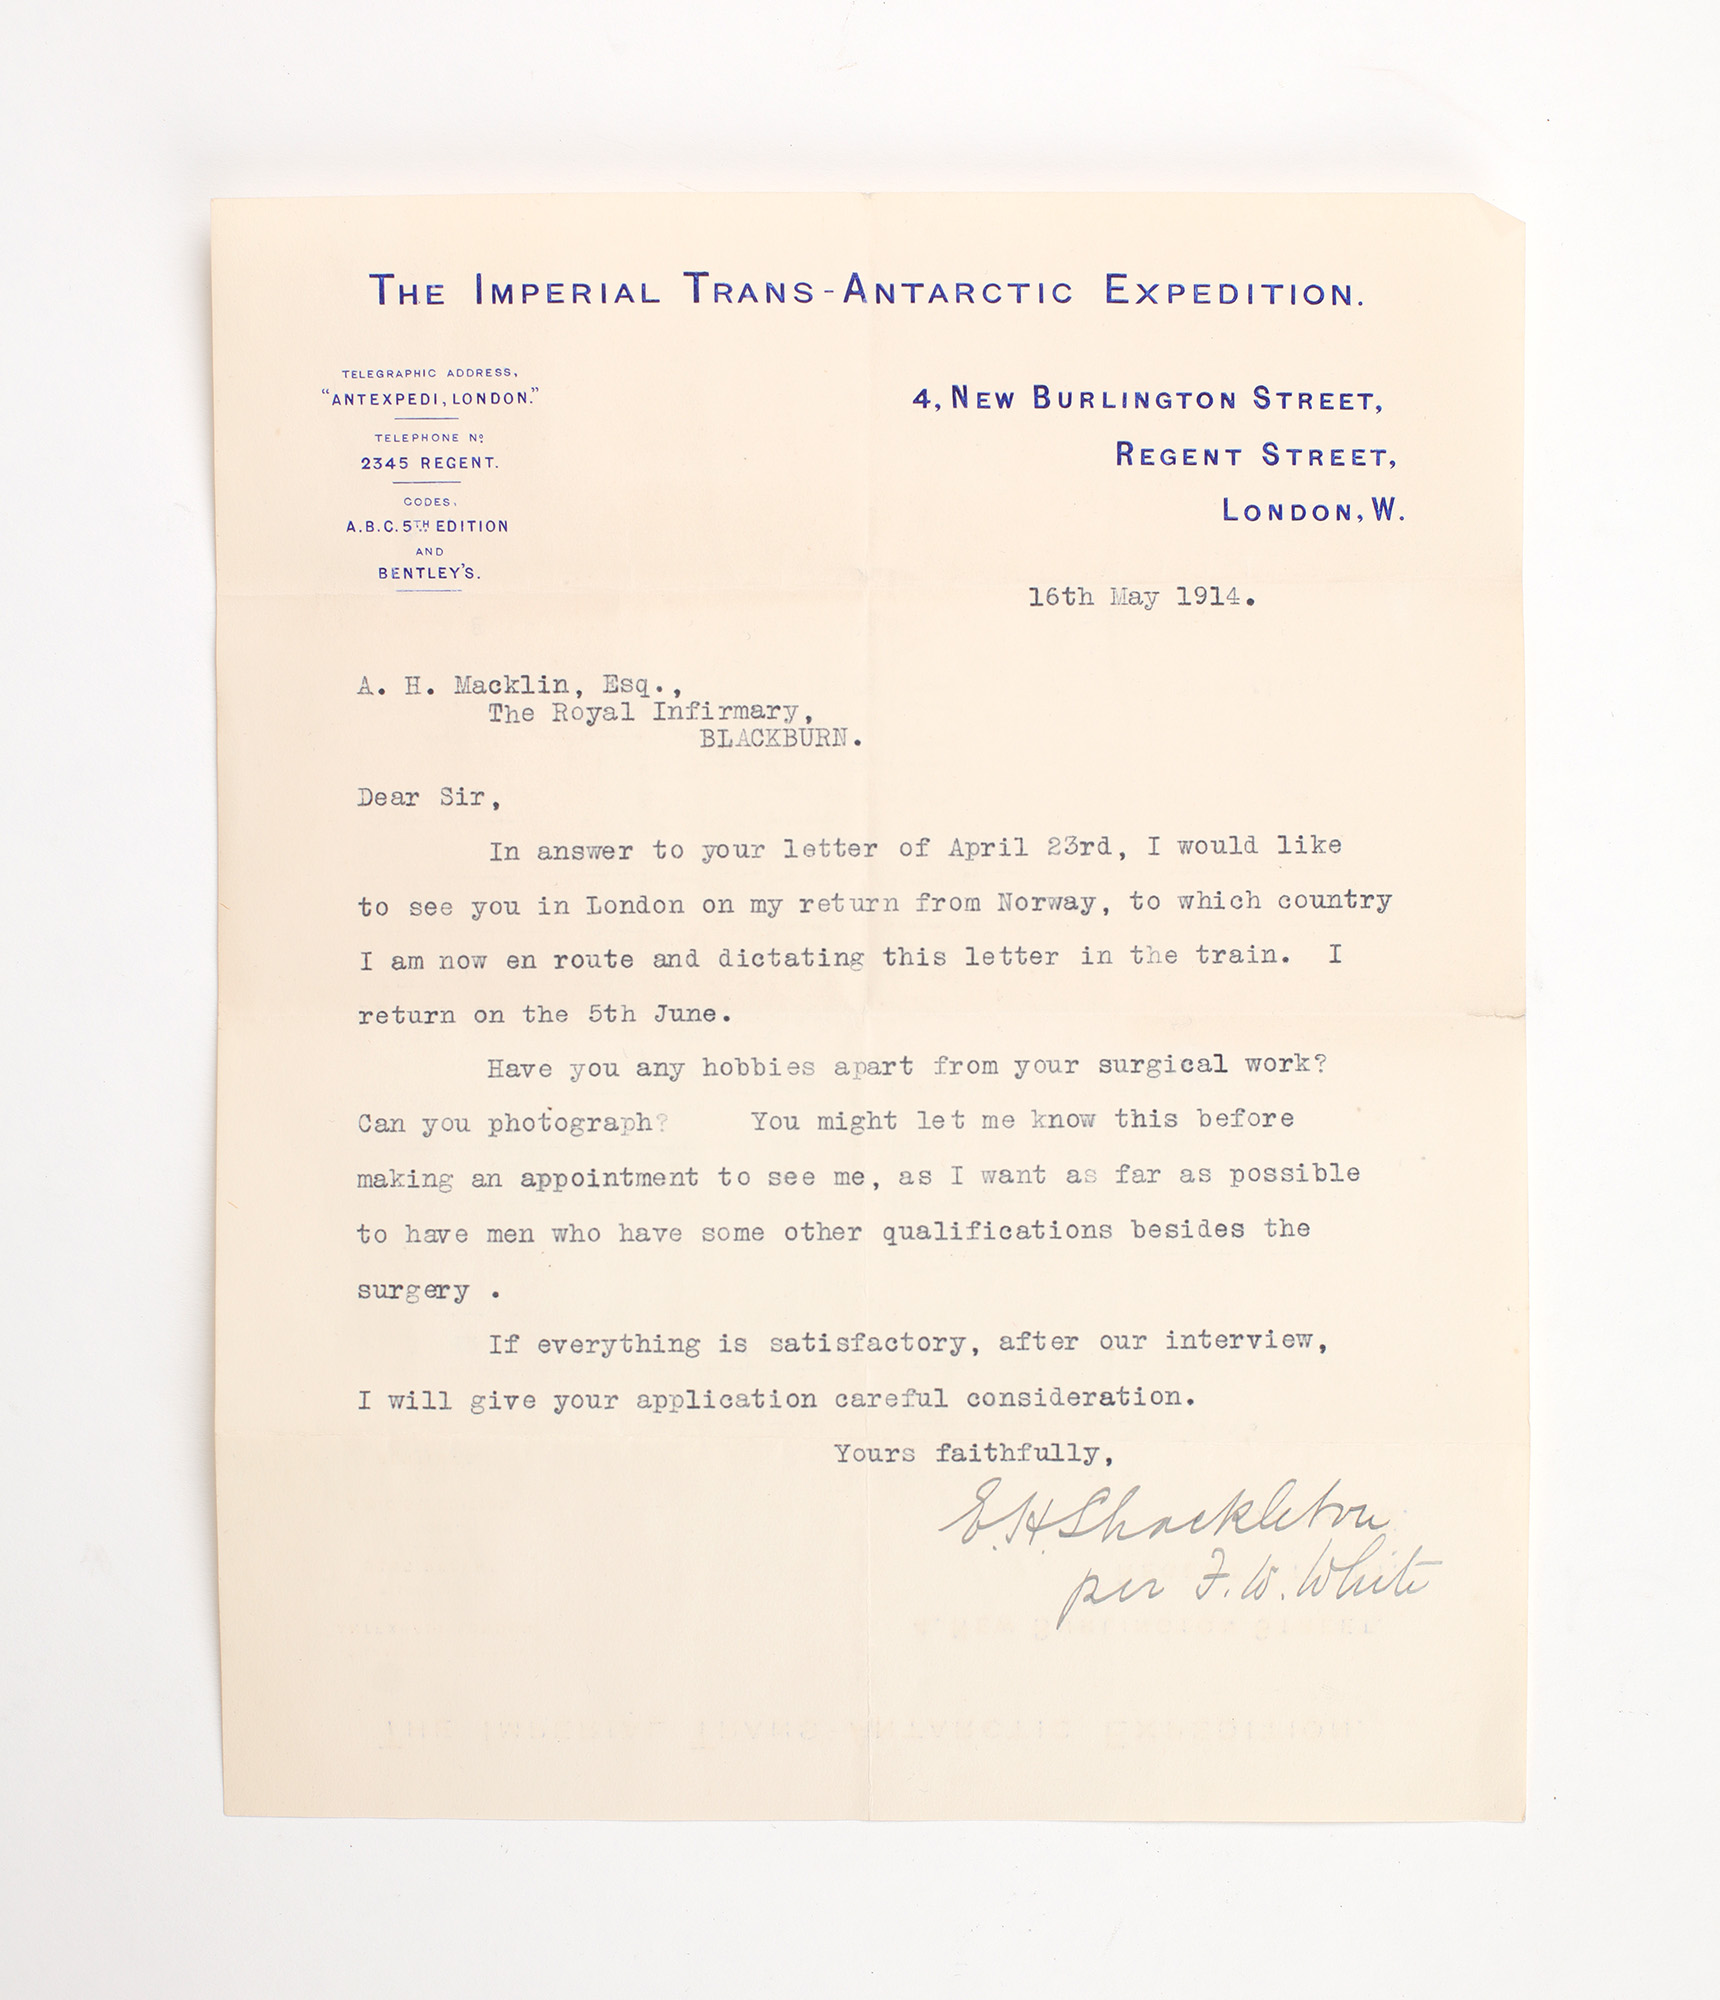 THE IMPERIAL TRANS-ANTARCTIC EXPEDITION.
TELEGRAPHIC ADDRESS,
"ANTEXPEDI, LONDON."
TELEPHONE Nº
2345 REGENT.
CODES,
A.B.C. 5TH EDITION
AND
BENTLEY'S.
4, NEW BURLINGTON STREET,
REGENT STREET,
LONDON, W.
16th May 1914.
A. H. Macklin, Esq.,
The Royal Infirmary,
BLACKBURN.
Dear Sir,
In answer to your letter of April 23rd, I would like
to see you in London on my return from Norway, to which country
I am now en route and dictating this letter in the train. I
return on the 5th June.
Have you any hobbies apart from your surgical work?
Can you photograph? You might let me know this before
making an appointment to see me, as I want as far as possible
to have men who have some other qualifications besides the
surgery .
If everything is satisfactory, after our interview,
I will give your application careful consideration.
Yours faithfully,
E.H. Shackleton
per F. W. White